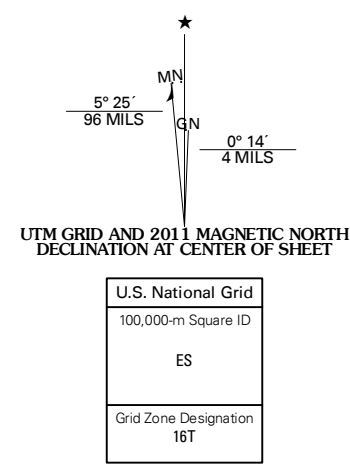 ★
MN
5° 25´
96 MILS
GN
0° 14´
4 MILS
UTM GRID AND 2011 MAGNETIC NORTH
DECLINATION AT CENTER OF SHEET
U.S. National Grid
100,000-m Square ID
ES
Grid Zone Designation
16T